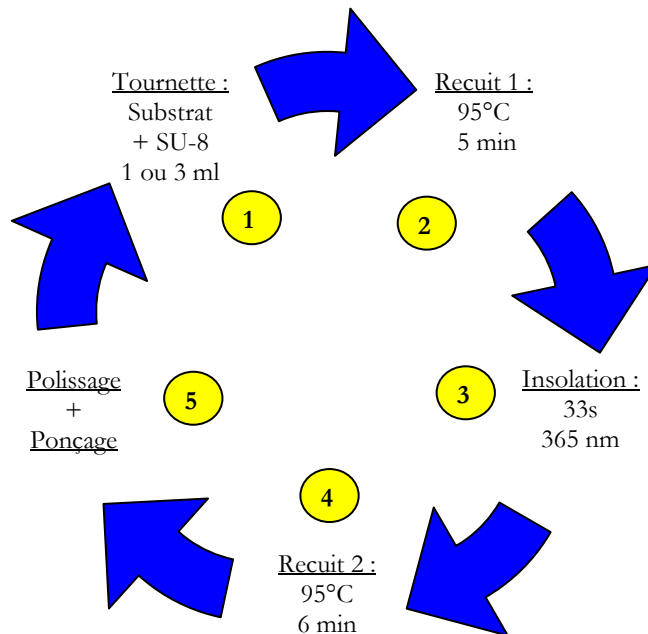 Tournette :
Substrat
+ SU-8
1 ou 3 ml
1
Recuit 1 :
95°C
5 min
2
Insolation :
33s
365 nm
3
Recuit 2 :
95°C
6 min
4
Polissage
+
Ponçage
5